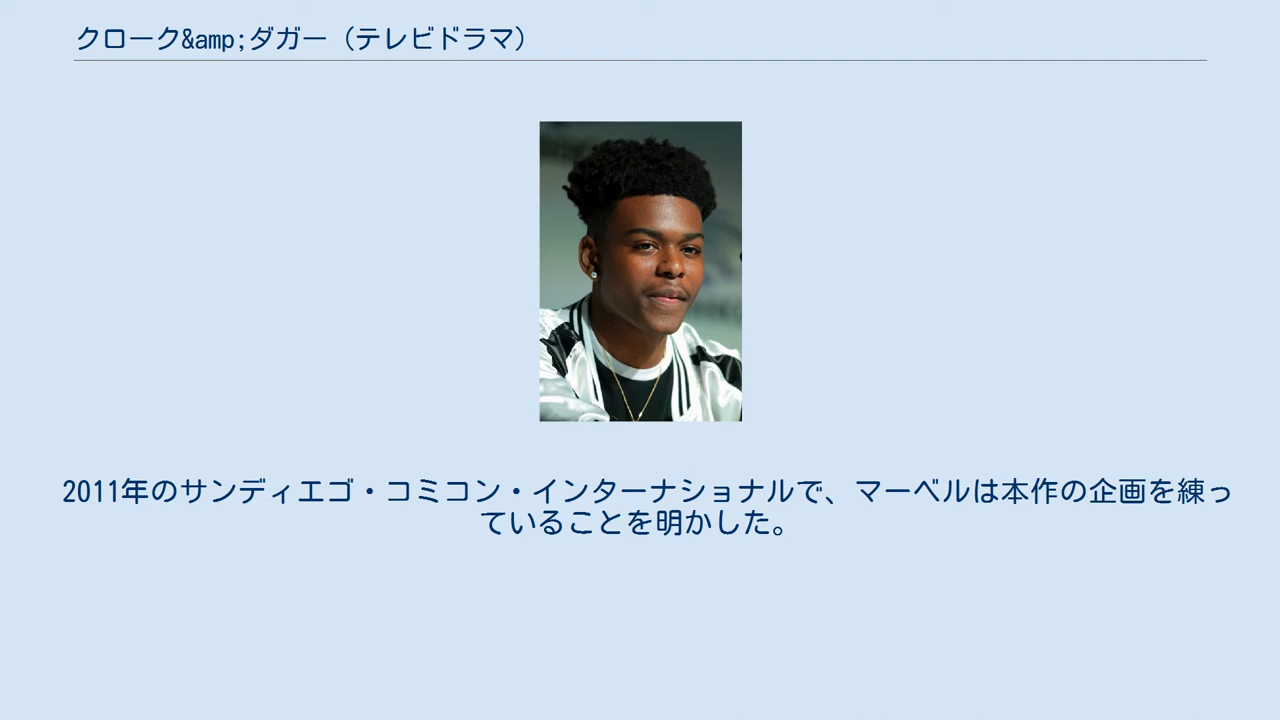 クローク&amp;ダガー（テレビドラマ）
2011年のサンディエゴ・コミコン・インターナショナルで、マーベルは本作の企画を練っ
ていることを明かした。